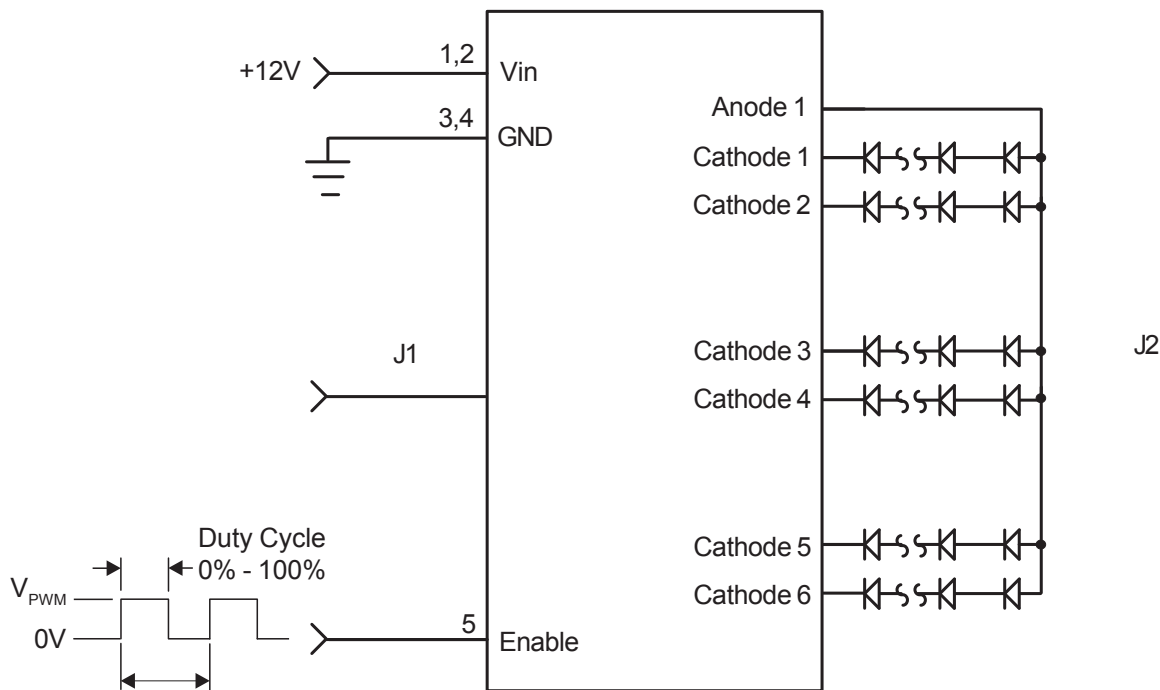 +12V
1,2
Vin
3,4
GND
Anode 1
Cathode 1
Cathode 2
J1
Cathode 3
Cathode 4
J2
Duty Cycle
0% - 100%
VPWM
0V
5
Enable
Cathode 5
Cathode 6